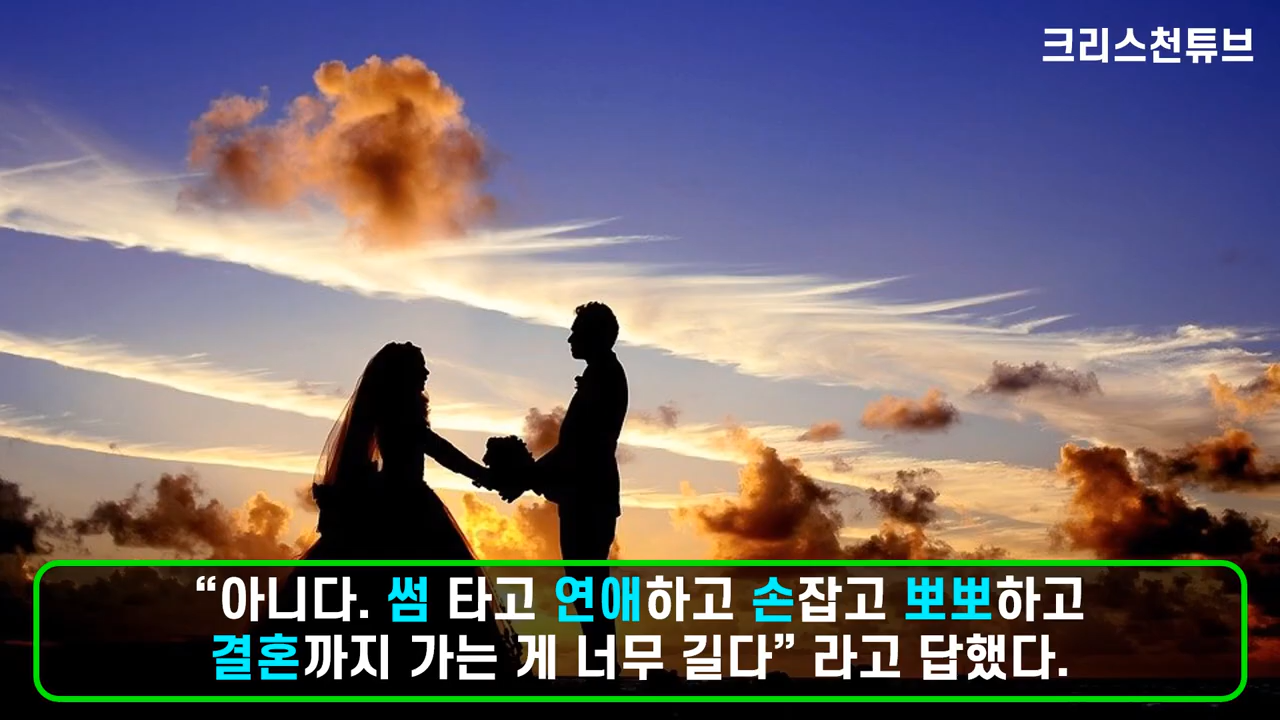 크리스천튜브
“아니다. 썸 타고 연애하고 손잡고 뽀뽀하고
결혼까지 가는 게 너무 길다” 라고 답했다.